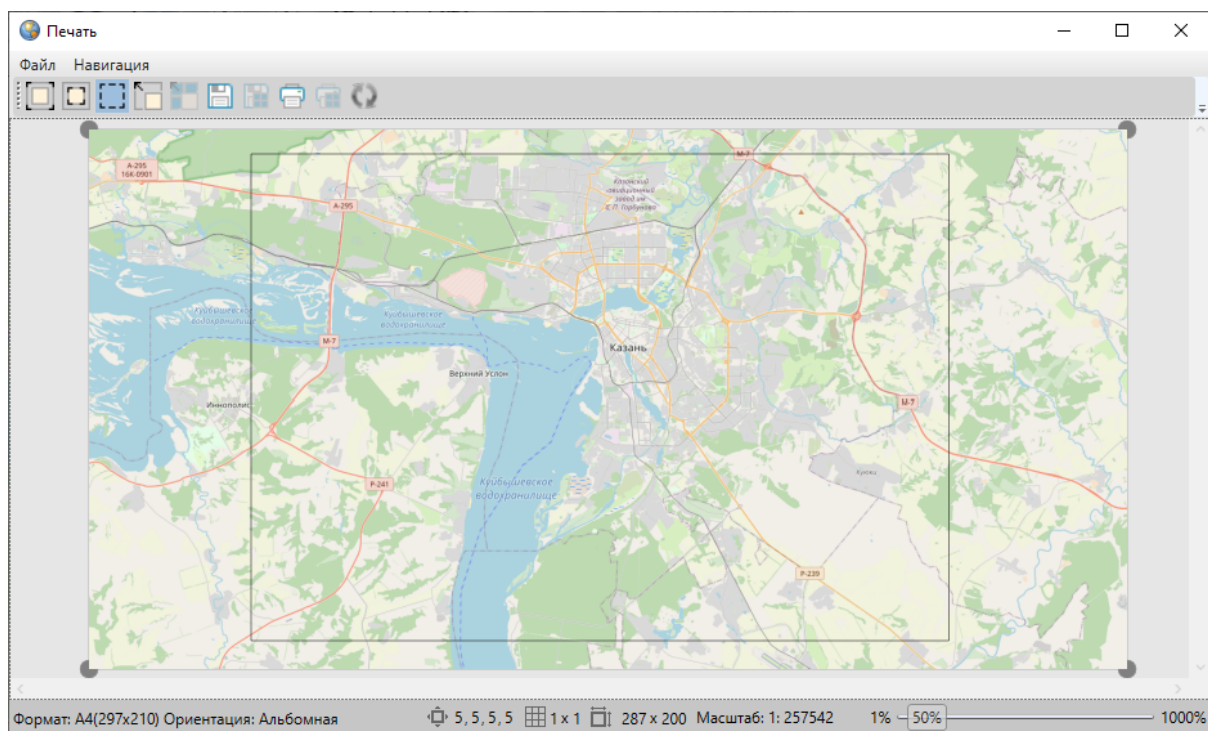 Печать
Файл Навигация
А-295
16К-0901
М-7
Казанский
авиационный
завод им.
С. П. Горбунова
А-295
Куйбышевское
водохранилище
Куйбышевское
водохранилище
М-7
Казань
Верхний Услон
Иннополис
М-7
Р-241
Куюки
Куйбышевское
водохранилище
Р-239
Формат: A4(297x210) Ориентация: Альбомная 5, 5, 5, 5 1 x 1 287 x 200 Масштаб: 1: 257542 1% 50% 1000%